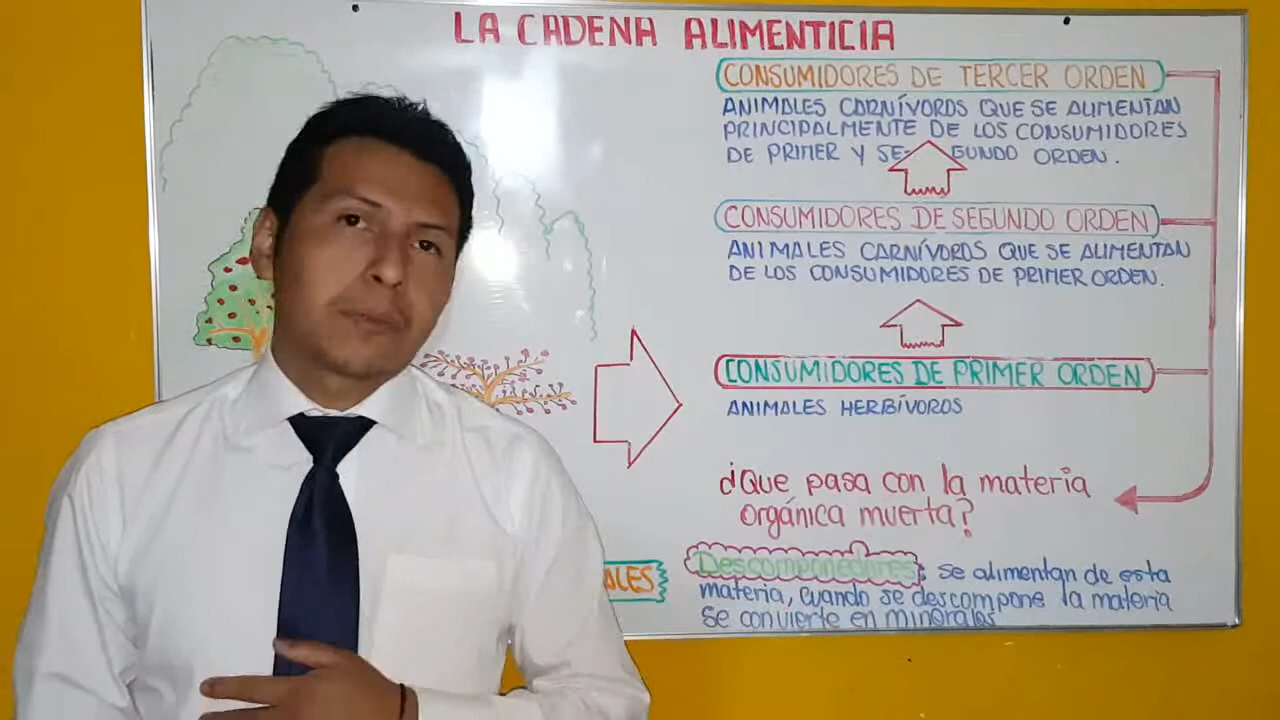 LA CADENA ALIMENTICIA
CONSUMIDORES DE TERCER ORDEN
ANIMALES CARNÍVOROS QUE SE ALIMENTAN
PRINCIPALMENTE DE LOS CONSUMIDORES
DE PRIMER Y SE- GUNDO ORDEN.
CONSUMIDORES DE SEGUNDO ORDEN
ANIMALES CARNÍVOROS QUE SE ALIMENTAN
DE LOS CONSUMIDORES DE PRIMER ORDEN.
CONSUMIDORES DE PRIMER ORDEN
ANIMALES HERBÍVOROS
¿Que pasa con la materia
orgánica muerta?
Descomponedores: se alimentan de esta
materia, cuando se descompone la materia
se convierte en minerales